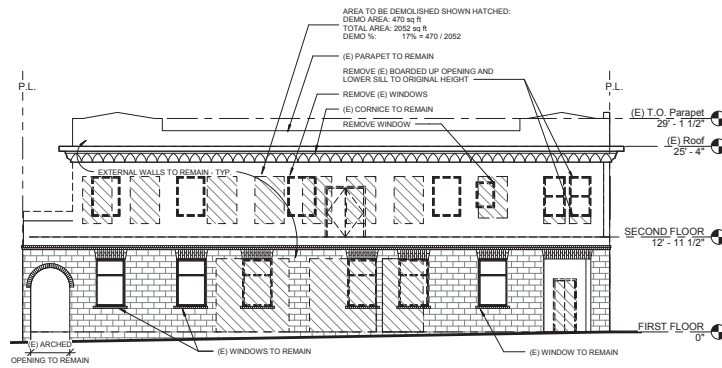 AREA TO BE DEMOLISHED SHOWN HATCHED:
DEMO AREA: 470 sq ft
TOTAL AREA: 2052 sq ft
DEMO %: 17% = 470 / 2052
(E) PARAPET TO REMAIN
REMOVE (E) BOARDED UP OPENING AND
LOWER SILL TO ORIGINAL HEIGHT
P.L.
P.L.
REMOVE (E) WINDOWS
(E) CORNICE TO REMAIN
REMOVE WINDOW
(E) T.O. Parapet
29' - 1 1/2"
(E) Roof
25' - 4"
EXTERNAL WALLS TO REMAIN - TYP.
SECOND FLOOR
12' - 11 1/2"
FIRST FLOOR
0"
(E) ARCHED
OPENING TO REMAIN
(E) WINDOWS TO REMAIN
(E) WINDOW TO REMAIN